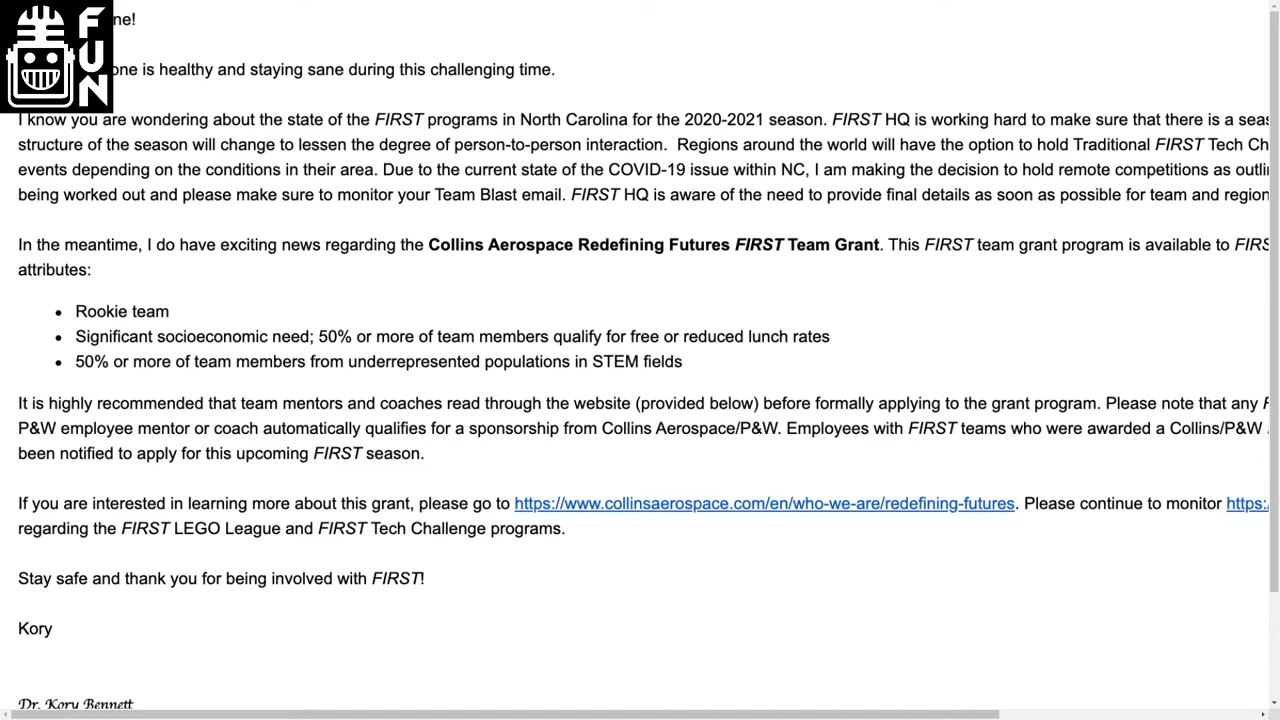 FUN
ne!
one is healthy and staying sane during this challenging time.
I know you are wondering about the state of the FIRST programs in North Carolina for the 2020-2021 season. FIRST HQ is working hard to make sure that there is a seas
structure of the season will change to lessen the degree of person-to-person interaction. Regions around the world will have the option to hold Traditional FIRST Tech Ch
events depending on the conditions in their area. Due to the current state of the COVID-19 issue within NC, I am making the decision to hold remote competitions as outli
being worked out and please make sure to monitor your Team Blast email. FIRST HQ is aware of the need to provide final details as soon as possible for team and region
In the meantime, I do have exciting news regarding the Collins Aerospace Redefining Futures FIRST Team Grant. This FIRST team grant program is available to FIRS
attributes:
• Rookie team
• Significant socioeconomic need; 50% or more of team members qualify for free or reduced lunch rates
• 50% or more of team members from underrepresented populations in STEM fields
It is highly recommended that team mentors and coaches read through the website (provided below) before formally applying to the grant program. Please note that any F
P&W employee mentor or coach automatically qualifies for a sponsorship from Collins Aerospace/P&W. Employees with FIRST teams who were awarded a Collins/P&W
been notified to apply for this upcoming FIRST season.
If you are interested in learning more about this grant, please go to https://www.collinsaerospace.com/en/who-we-are/redefining-futures. Please continue to monitor https:/
regarding the FIRST LEGO League and FIRST Tech Challenge programs.
Stay safe and thank you for being involved with FIRST!
Kory
Dr. Kory Bennett